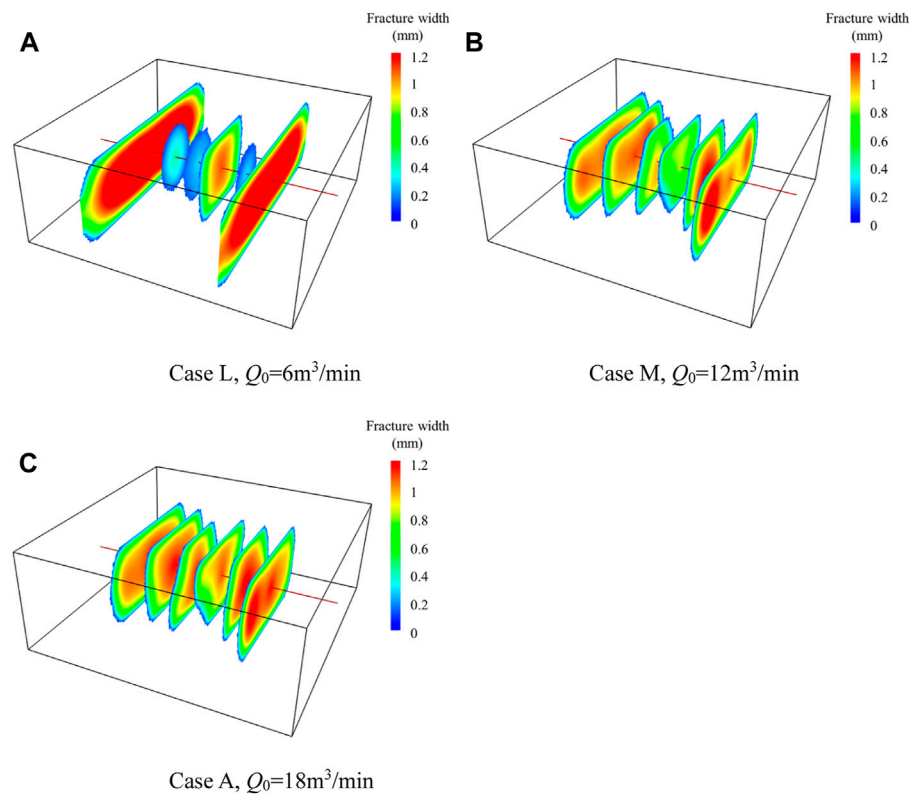 A
Fracture width
(mm)
1.2
1
0.8
0.6
0.4
0.2
0
Case L, Q₀=6m³/min
B
Fracture width
(mm)
1.2
1
0.8
0.6
0.4
0.2
0
Case M, Q₀=12m³/min
C
Fracture width
(mm)
1.2
1
0.8
0.6
0.4
0.2
0
Case A, Q₀=18m³/min